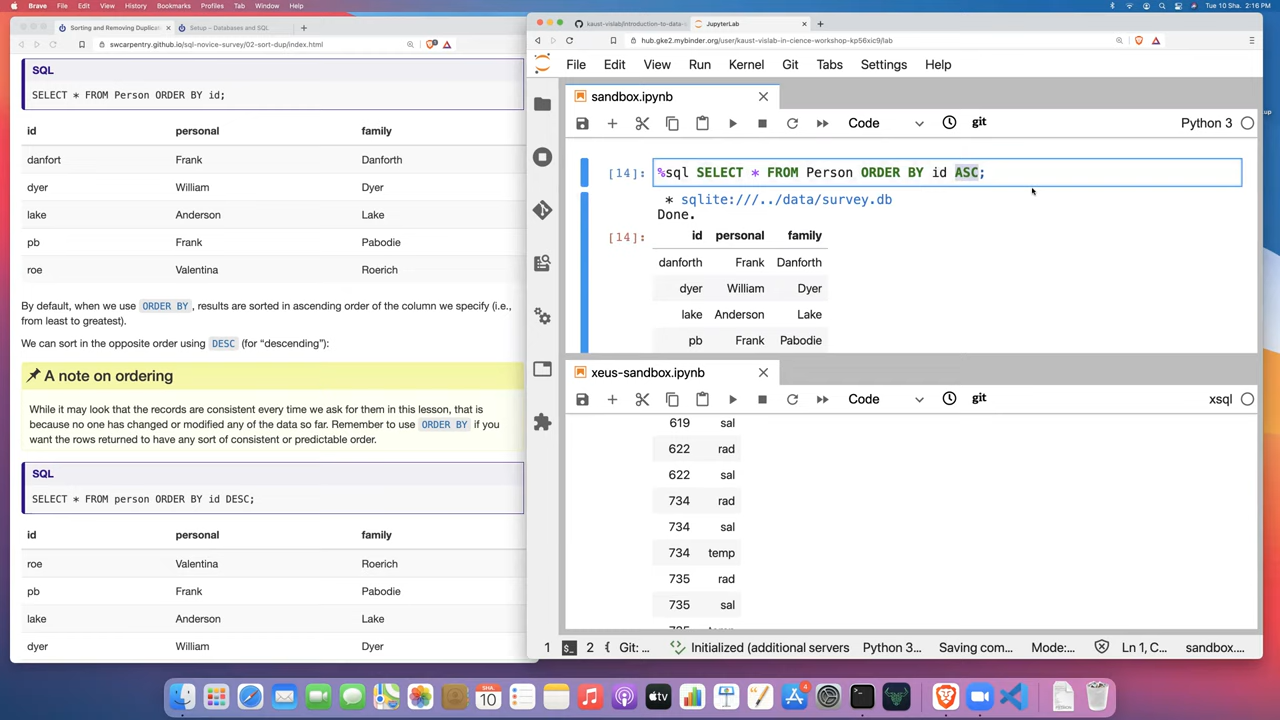 Brave File Edit View History Bookmarks Profiles Tab Window Help
Tue 10 Sha. 2:16 PM
Sorting and Removing Duplicat
Setup – Databases and SQL
swcarpentry.github.io/sql-novice-survey/02-sort-dup/index.html
SQL
SELECT * FROM Person ORDER BY id;
id personal family
danfort Frank Danforth
dyer William Dyer
lake Anderson Lake
pb Frank Pabodie
roe Valentina Roerich
By default, when we use ORDER BY, results are sorted in ascending order of the column we specify (i.e.,
from least to greatest).
We can sort in the opposite order using DESC (for “descending”):
A note on ordering
While it may look that the records are consistent every time we ask for them in this lesson, that is
because no one has changed or modified any of the data so far. Remember to use ORDER BY if you
want the rows returned to have any sort of consistent or predictable order.
SQL
SELECT * FROM person ORDER BY id DESC;
id personal family
roe Valentina Roerich
pb Frank Pabodie
lake Anderson Lake
dyer William Dyer
kaust-vislab/introduction-to-data-
JupyterLab
hub.gke2.mybinder.org/user/kaust-vislab-in-cience-workshop-kp56xic9/lab
File Edit View Run Kernel Git Tabs Settings Help
sandbox.ipynb
Code git Python 3
[14]: %sql SELECT * FROM Person ORDER BY id ASC;
* sqlite:///../data/survey.db
Done.
[14]: id personal family
danforth Frank Danforth
dyer William Dyer
lake Anderson Lake
pb Frank Pabodie
xeus-sandbox.ipynb
Code git xsql
619 sal
622 rad
622 sal
734 rad
734 sal
734 temp
735 rad
735 sal
1 $_ 2 Git: ... Initialized (additional servers Python 3... Saving com... Mode:... Ln 1, C... sandbox...
SHA.
10
tv
4